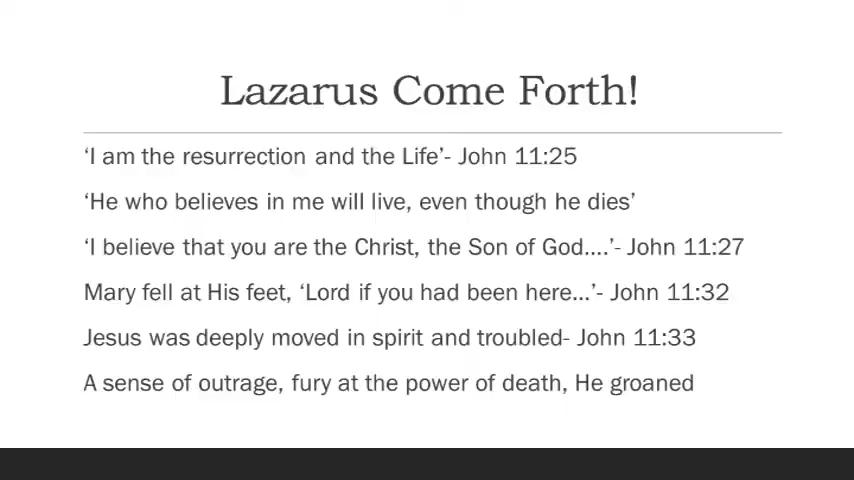 Lazarus Come Forth!
‘I am the resurrection and the Life’- John 11:25
‘He who believes in me will live, even though he dies’
‘I believe that you are the Christ, the Son of God....’- John 11:27
Mary fell at His feet, ‘Lord if you had been here...’- John 11:32
Jesus was deeply moved in spirit and troubled- John 11:33
A sense of outrage, fury at the power of death, He groaned